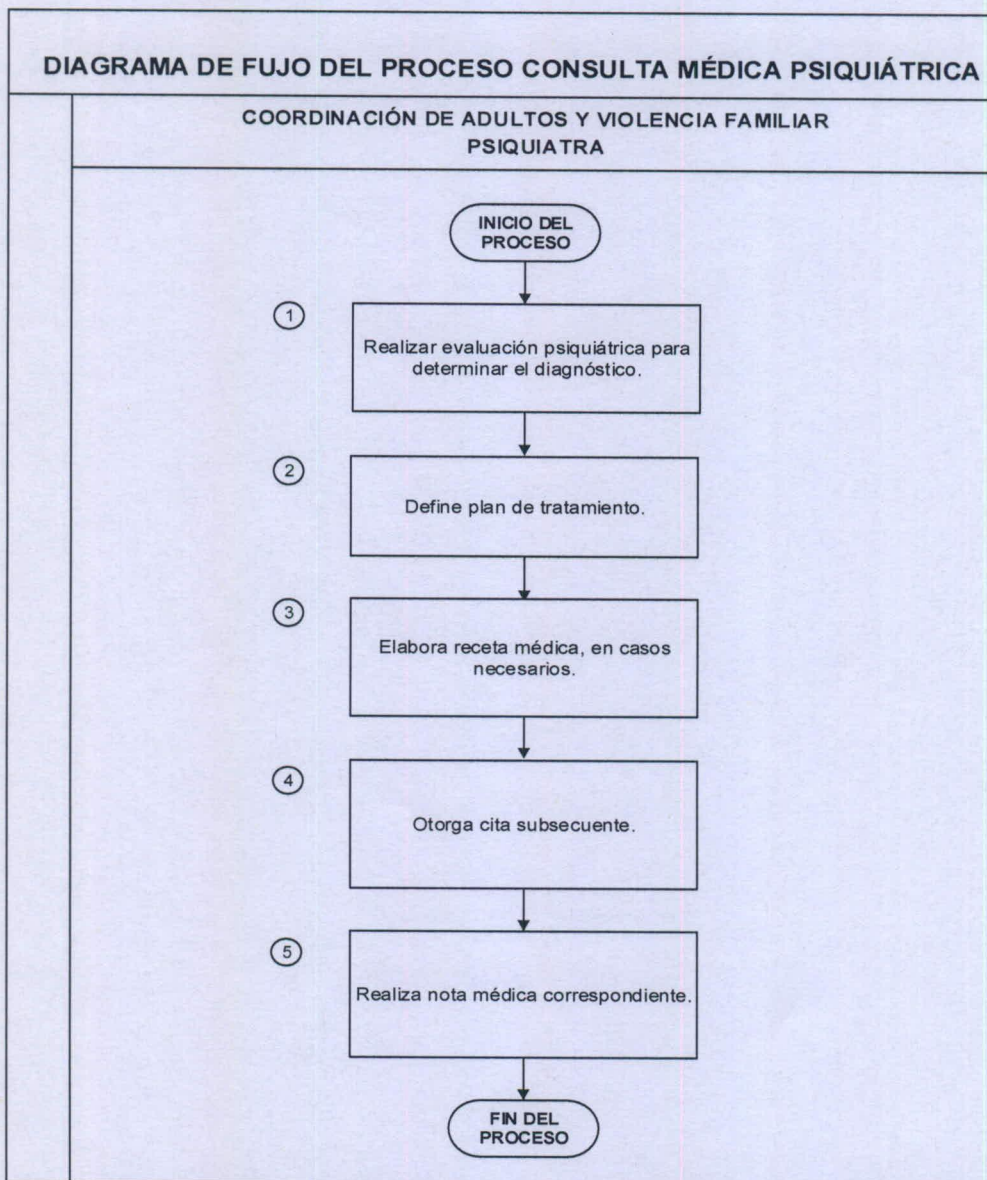 DIAGRAMA DE FUJO DEL PROCESO CONSULTA MÉDICA PSIQUIÁTRICA
COORDINACIÓN DE ADULTOS Y VIOLENCIA FAMILIAR
PSIQUIATRA
INICIO DEL
PROCESO
1
Realizar evaluación psiquiátrica para
determinar el diagnóstico.
2
Define plan de tratamiento.
3
Elabora receta médica, en casos
necesarios.
4
Otorga cita subsecuente.
5
Realiza nota médica correspondiente.
FIN DEL
PROCESO